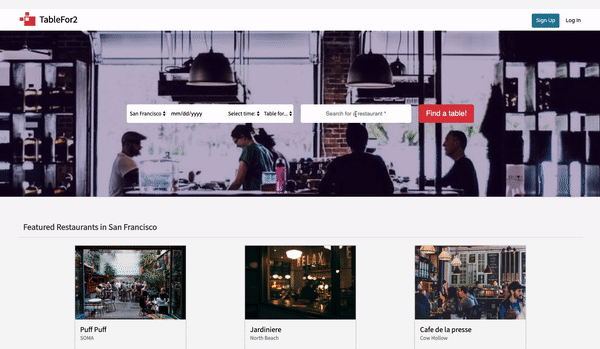 TableFor2
Sign Up Log In
San Francisco mm/dd/yyyy Select time: Table for... Search for a restaurant * Find a table!
Featured Restaurants in San Francisco
Puff Puff Jardiniere Cafe de la presse
SOMA North Beach Cow Hollow